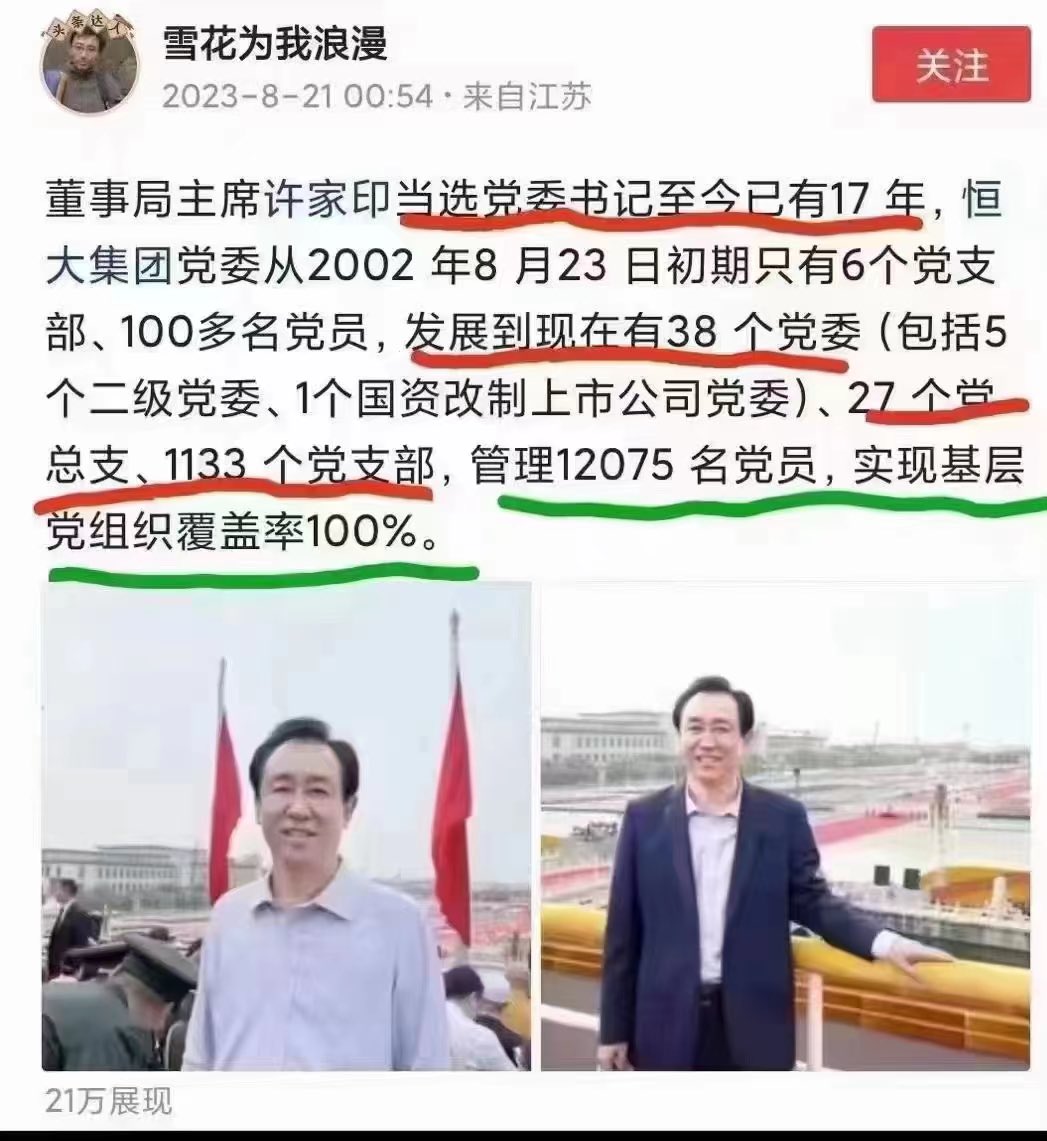 头条达人
雪花为我浪漫
2023-8-21 00:54·来自江苏
关注
董事局主席许家印当选党委书记至今已有17 年，恒
大集团党委从2002 年8 月23 日初期只有6个党支
部、100多名党员，发展到现在有38 个党委（包括5
个二级党委、1个国资改制上市公司党委）、27 个党
总支、1133 个党支部，管理12075 名党员，实现基层
党组织覆盖率100%。
21万展现